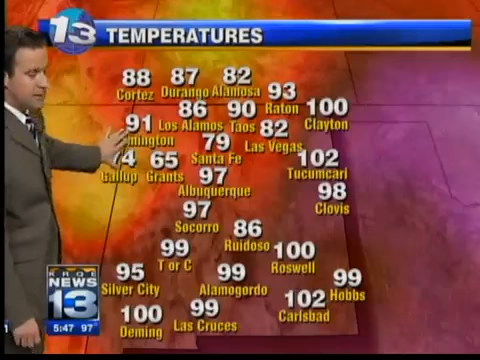 13 TEMPERATURES
88 87 82
Cortez Durango Alamosa 93
86 90 Raton 100
91 Los Alamos Taos 82 Clayton
mington 79 Las Vegas
74 65 Santa Fe 102
Gallup Grants 97 Tucumcari
Albuquerque 98
97 Clovis
Socorro 86
99 Ruidoso 100
T or C Roswell
95 99 99
Silver City Alamogordo Hobbs
100 99 102
Deming Las Cruces Carlsbad
KRQE
NEWS
13
5:47 97°